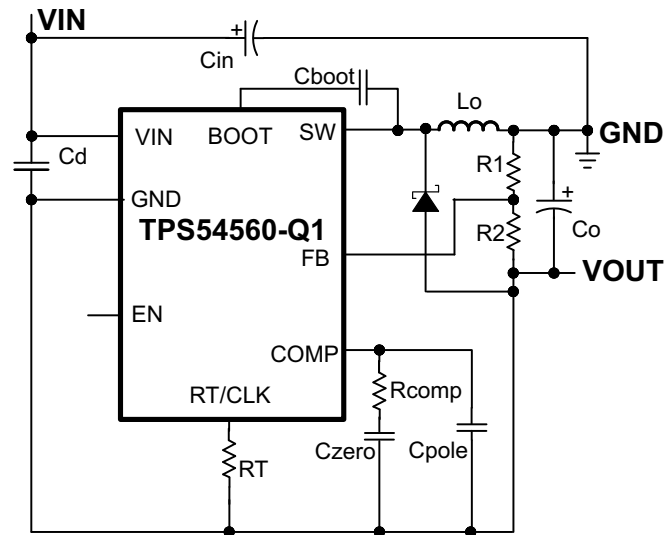 VIN
+
Cin
Cboot
Lo
VIN
BOOT
SW
GND
Cd
R1
GND
+
TPS54560-Q1
R2
Co
FB
VOUT
EN
COMP
RT/CLK
Rcomp
RT
Czero
Cpole